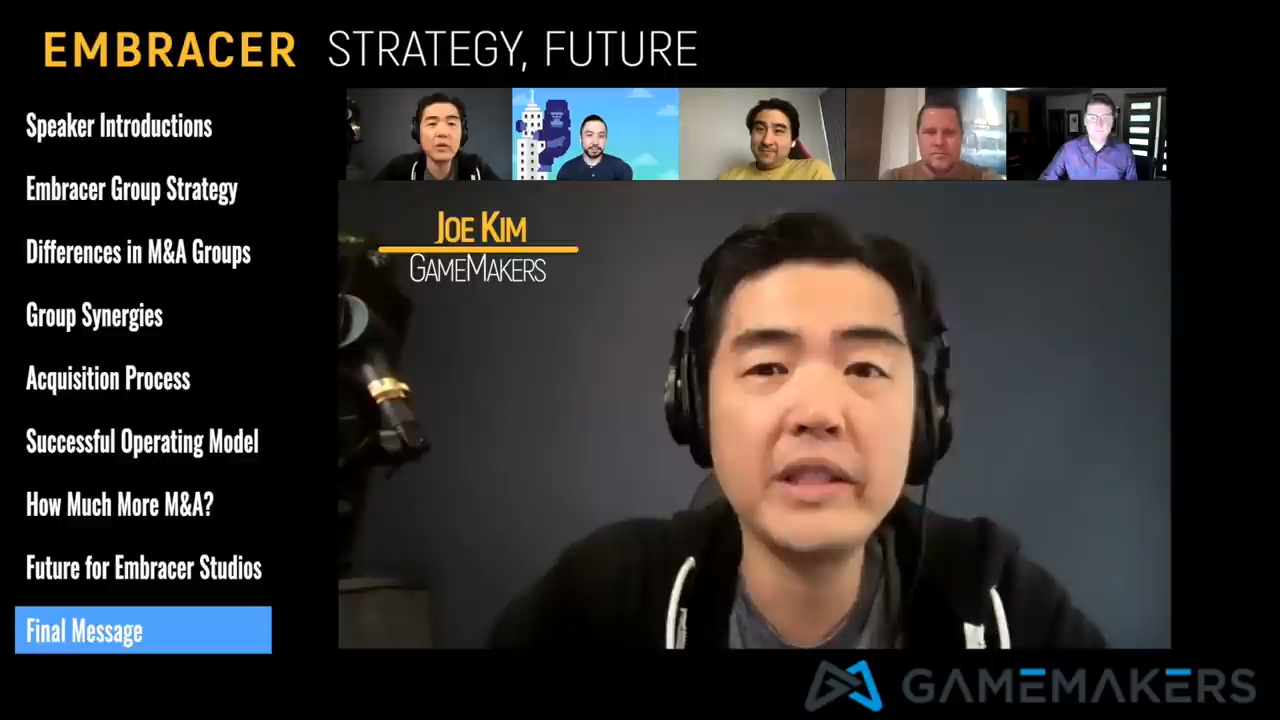 EMBRACER STRATEGY, FUTURE
Speaker Introductions
Embracer Group Strategy
Differences in M&A Groups
Group Synergies
Acquisition Process
Successful Operating Model
How Much More M&A?
Future for Embracer Studios
Final Message
JOE KIM
GAMEMAKERS
GAMEMAKERS